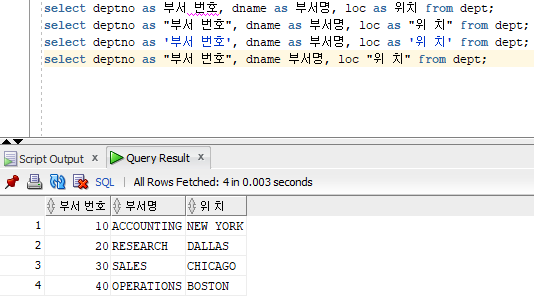 select deptno as 부서 번호, dname as 부서명, loc as 위치 from dept;
select deptno as "부서 번호", dname as 부서명, loc as "위 치" from dept;
select deptno as '부서 번호', dname as 부서명, loc as '위 치' from dept;
select deptno as "부서 번호", dname 부서명, loc "위 치" from dept;
Script Output x Query Result x
SQL | All Rows Fetched: 4 in 0.003 seconds
부서 번호 부서명 위 치
1 10 ACCOUNTING NEW YORK
2 20 RESEARCH DALLAS
3 30 SALES CHICAGO
4 40 OPERATIONS BOSTON